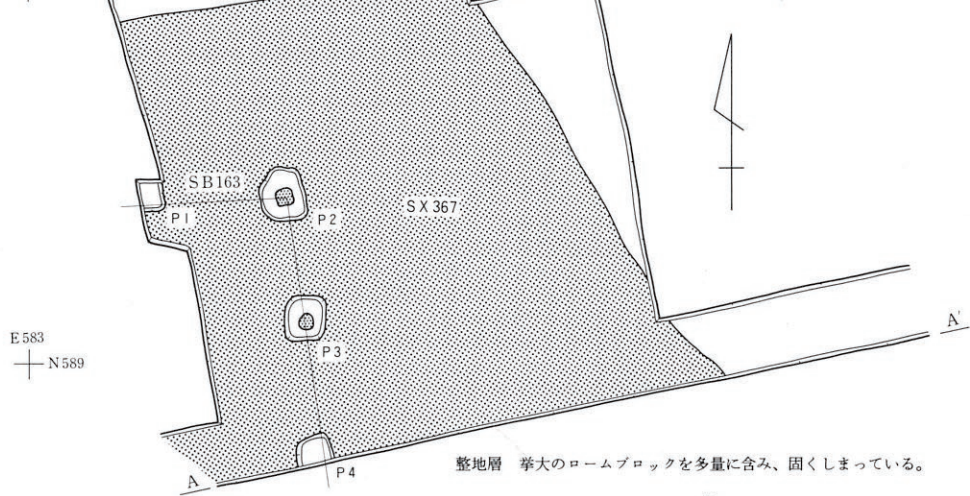 SB163
P1
P2
SX367
P3
E583
N589
A'
A
P4
整地層 拳大のロームブロックを多量に含み、固くしまっている。